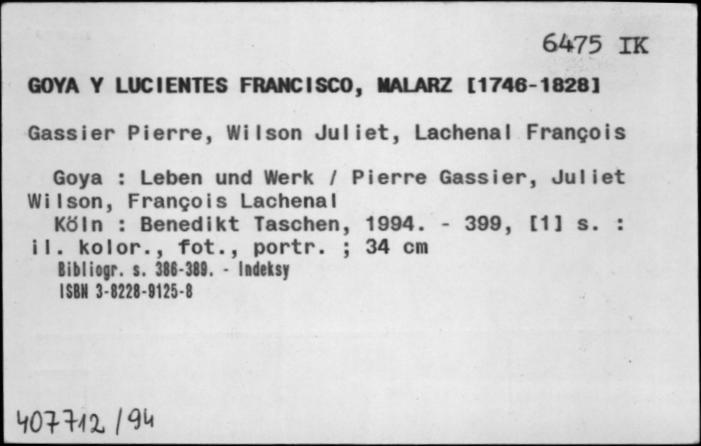 6475 IK
GOYA Y LUCIENTES FRANCISCO, MALARZ [1746-1828]
Gassier Pierre, Wilson Juliet, Lachenal François
Goya : Leben und Werk / Pierre Gassier, Juliet
Wilson, François Lachenal
Köln : Benedikt Taschen, 1994. - 399, [1] s. :
il. kolor., fot., portr. ; 34 cm
Bibliogr. s. 386-389. - Indeksy
ISBN 3-8228-9125-8
407712/94